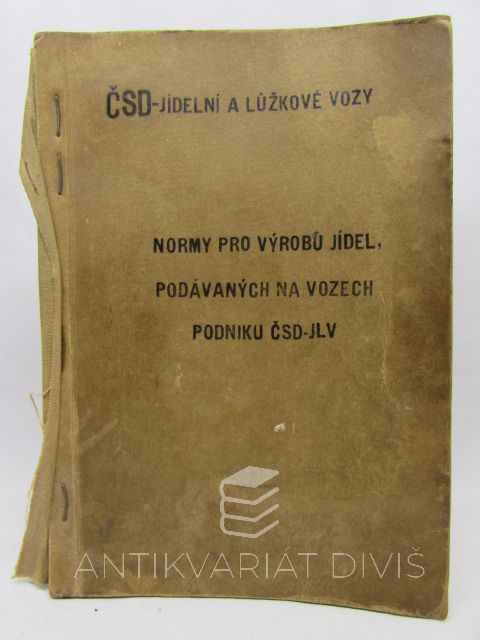 ČSD-JÍDELNÍ A LŮŽKOVÉ VOZY
NORMY PRO VÝROBŮ JÍDEL,
PODÁVANÝCH NA VOZECH
PODNIKU ČSD-JLV
ANTIKVARIÁT DIVIŠ